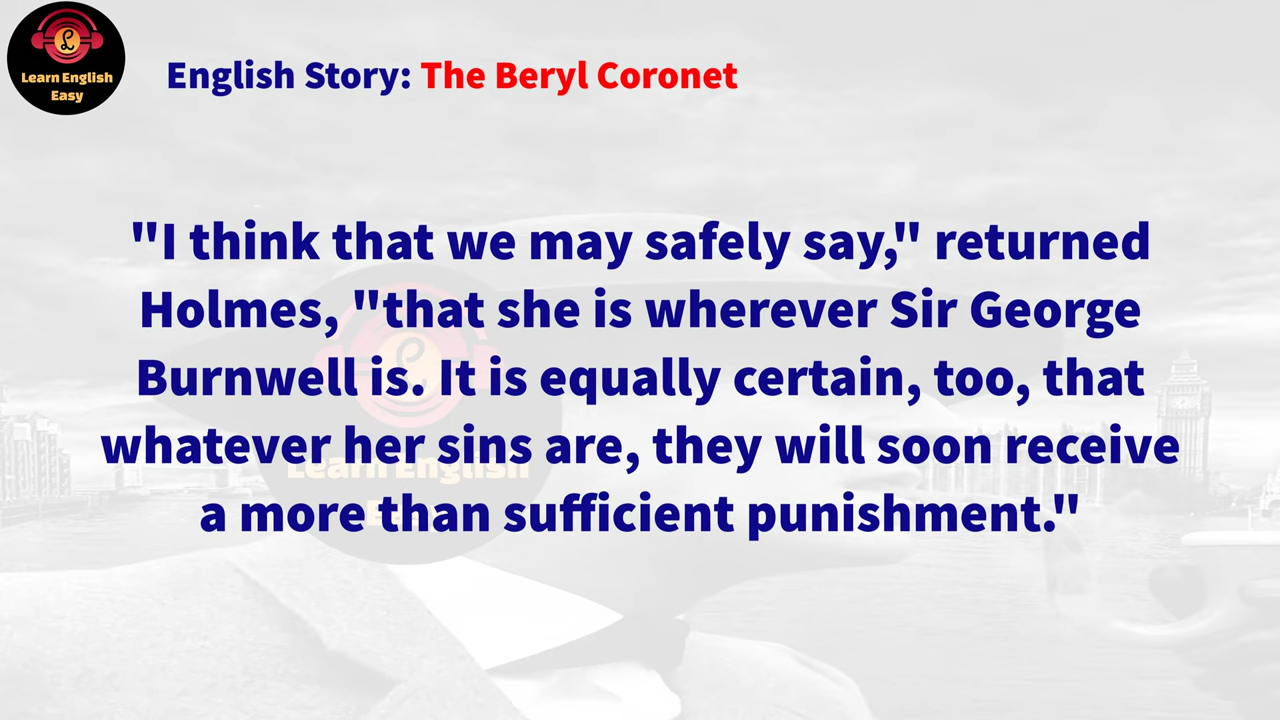 Learn English
Easy
English Story: The Beryl Coronet
"I think that we may safely say," returned
Holmes, "that she is wherever Sir George
Burnwell is. It is equally certain, too, that
whatever her sins are, they will soon receive
a more than sufficient punishment."
Learn English